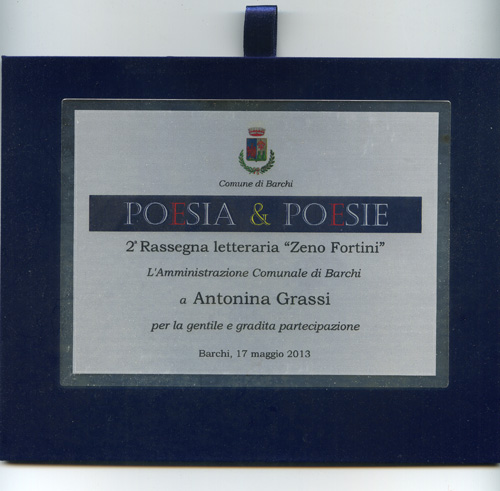 Comune di Barchi
POESIA & POESIE
2ª Rassegna letteraria "Zeno Fortini"
L'Amministrazione Comunale di Barchi
a Antonina Grassi
per la gentile e gradita partecipazione
Barchi, 17 maggio 2013